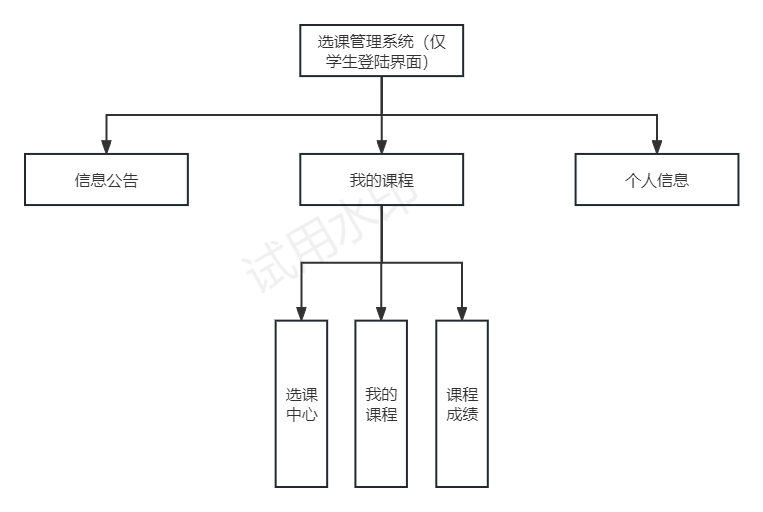 选课管理系统（仅
学生登陆界面）
信息公告
我的课程
个人信息
试用水印
选课
中心
我的
课程
课程
成绩